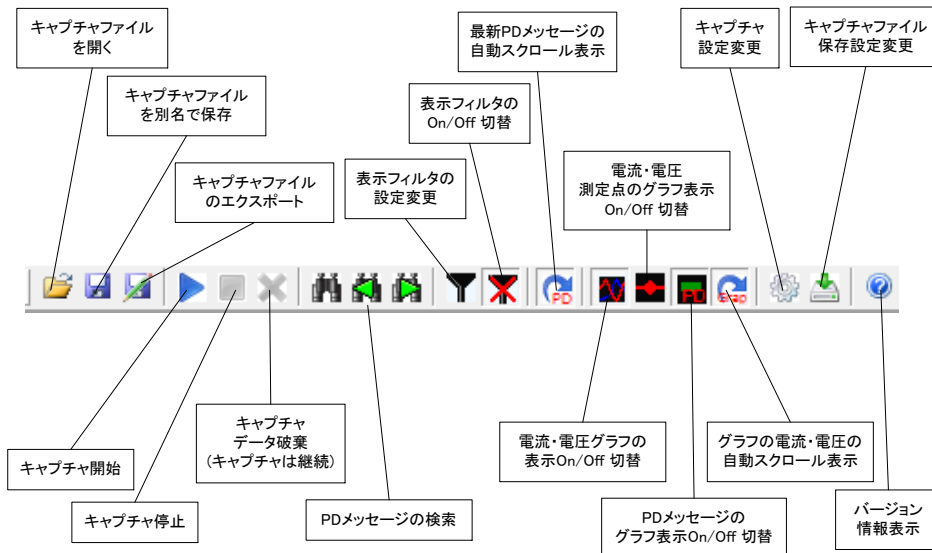 キャプチャファイル
を開く
キャプチャファイル
を別名で保存
キャプチャファイル
のエクスポート
表示フィルタの
設定変更
表示フィルタの
On/Off 切替
最新PDメッセージの
自動スクロール表示
電流・電圧
測定点のグラフ表示
On/Off 切替
キャプチャ
設定変更
キャプチャファイル
保存設定変更
PD
PD
Grap
キャプチャ開始
キャプチャ停止
キャプチャ
データ破棄
(キャプチャは継続)
PDメッセージの検索
電流・電圧グラフの
表示On/Off 切替
PDメッセージの
グラフ表示On/Off 切替
グラフの電流・電圧の
自動スクロール表示
バージョン
情報表示